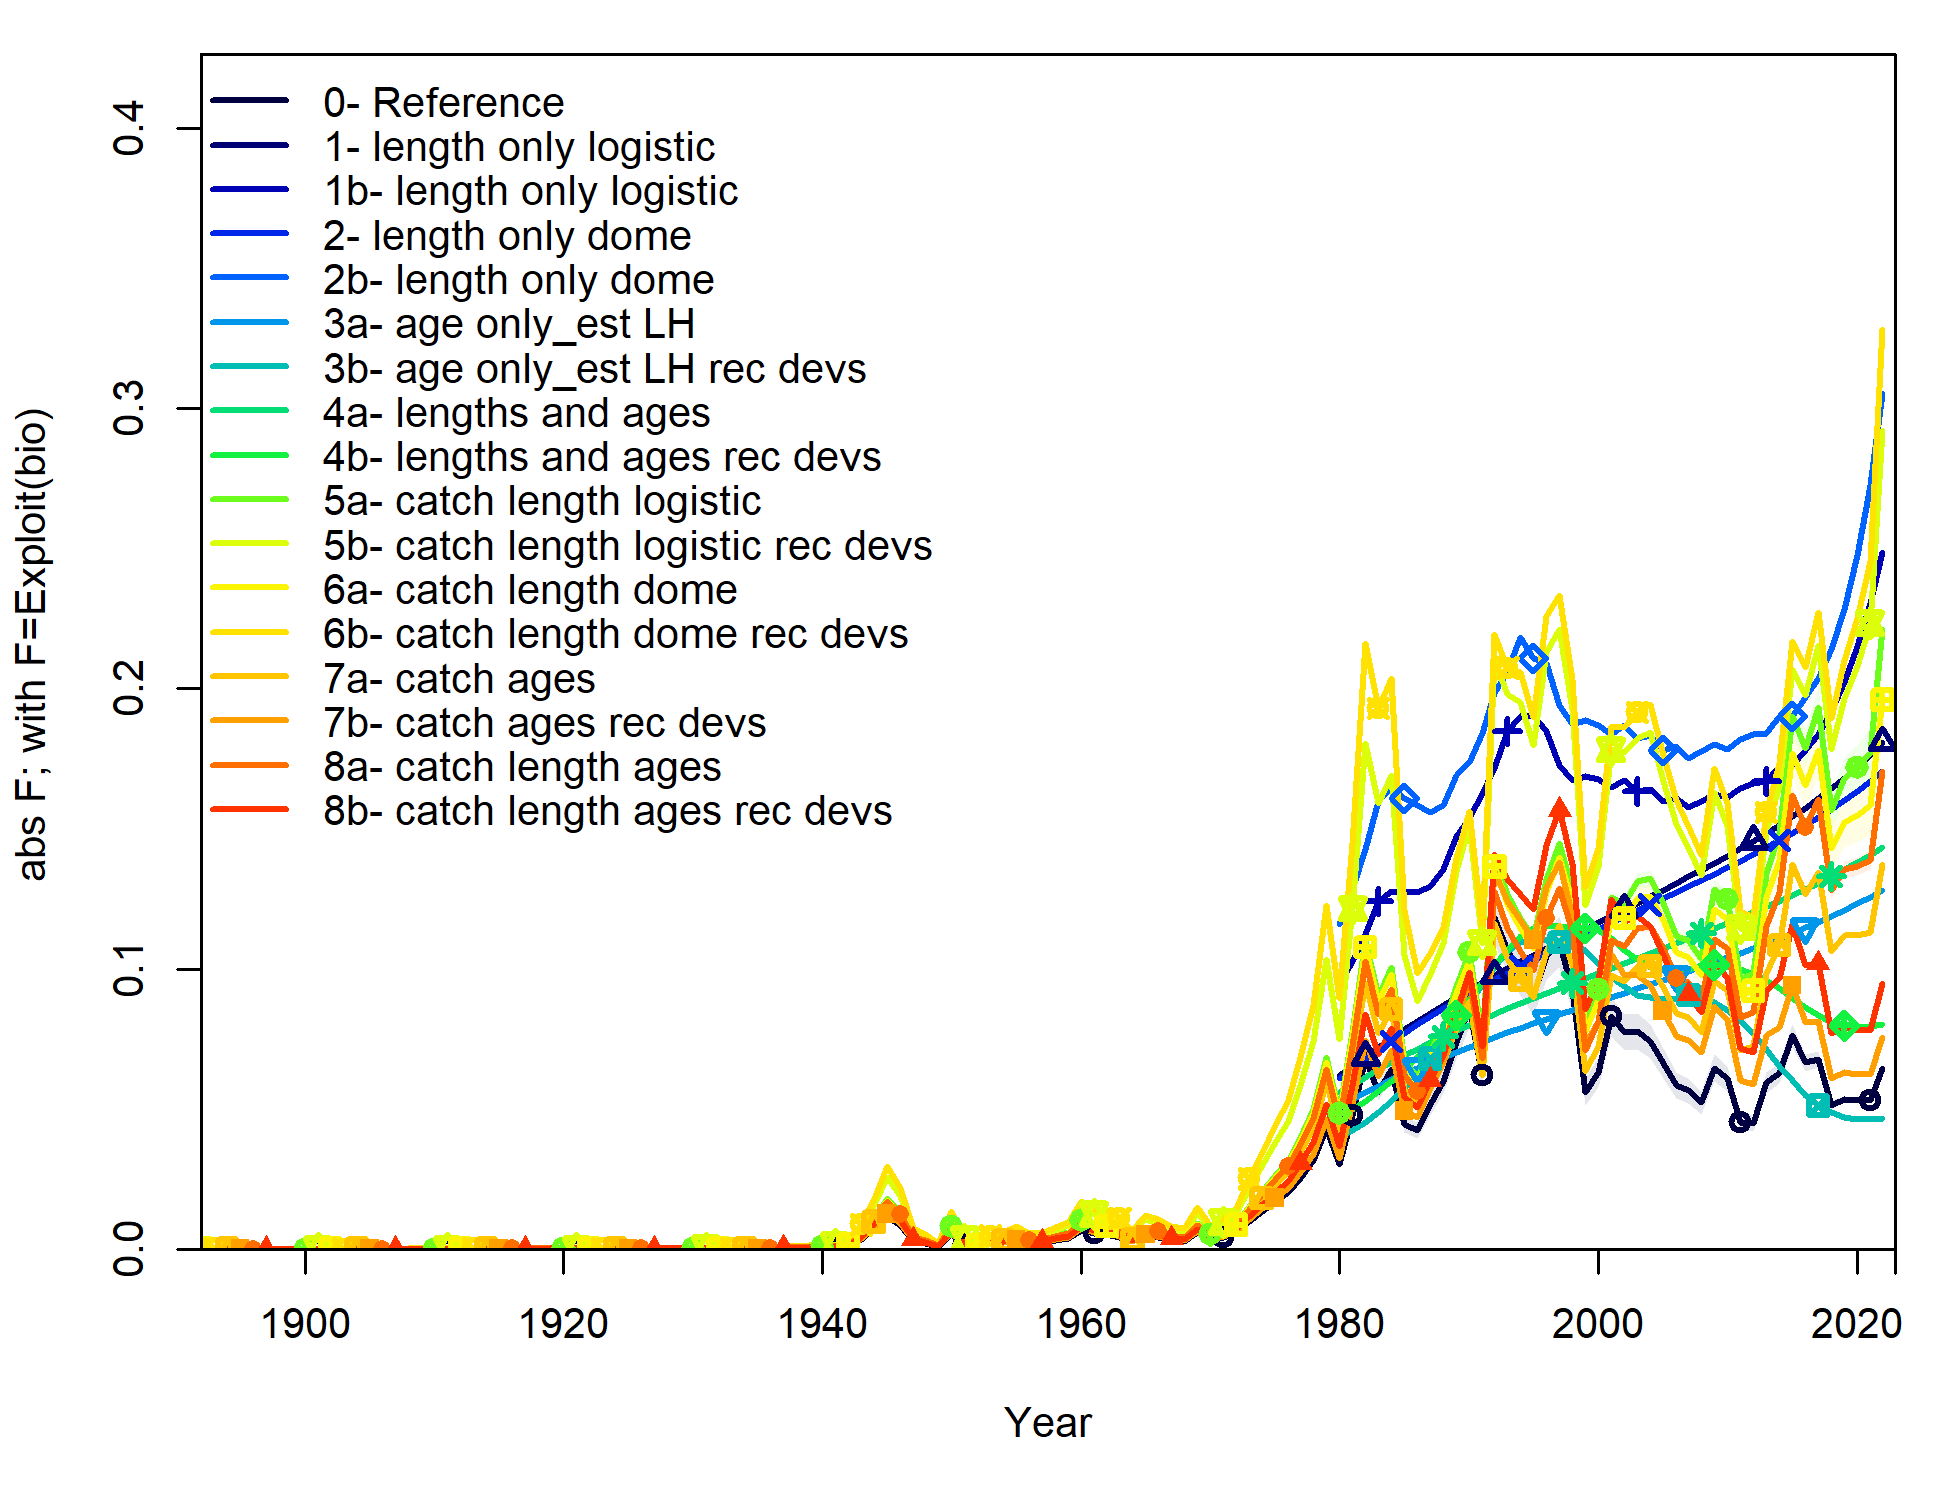 0.4
0.3
0.2
0.1
0.0
abs F; with F=Exploit(bio)
0- Reference
1- length only logistic
1b- length only logistic
2- length only dome
2b- length only dome
3a- age only_est LH
3b- age only_est LH rec devs
4a- lengths and ages
4b- lengths and ages rec devs
5a- catch length logistic
5b- catch length logistic rec devs
6a- catch length dome
6b- catch length dome rec devs
7a- catch ages
7b- catch ages rec devs
8a- catch length ages
8b- catch length ages rec devs
1900 1920 1940 1960 1980 2000 2020
Year